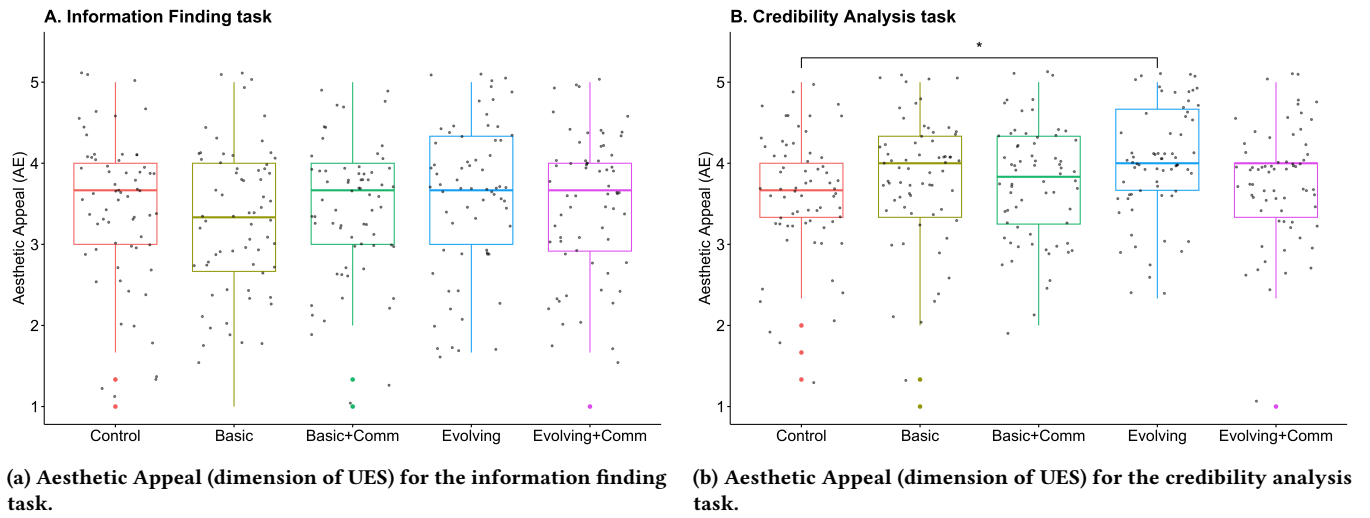 A. Information Finding task
Aesthetic Appeal (AE)
5
4
3
2
1
Control Basic Basic+Comm Evolving Evolving+Comm
(a) Aesthetic Appeal (dimension of UES) for the information finding
task.
B. Credibility Analysis task
*
Aesthetic Appeal (AE)
5
4
3
2
1
Control Basic Basic+Comm Evolving Evolving+Comm
(b) Aesthetic Appeal (dimension of UES) for the credibility analysis
task.